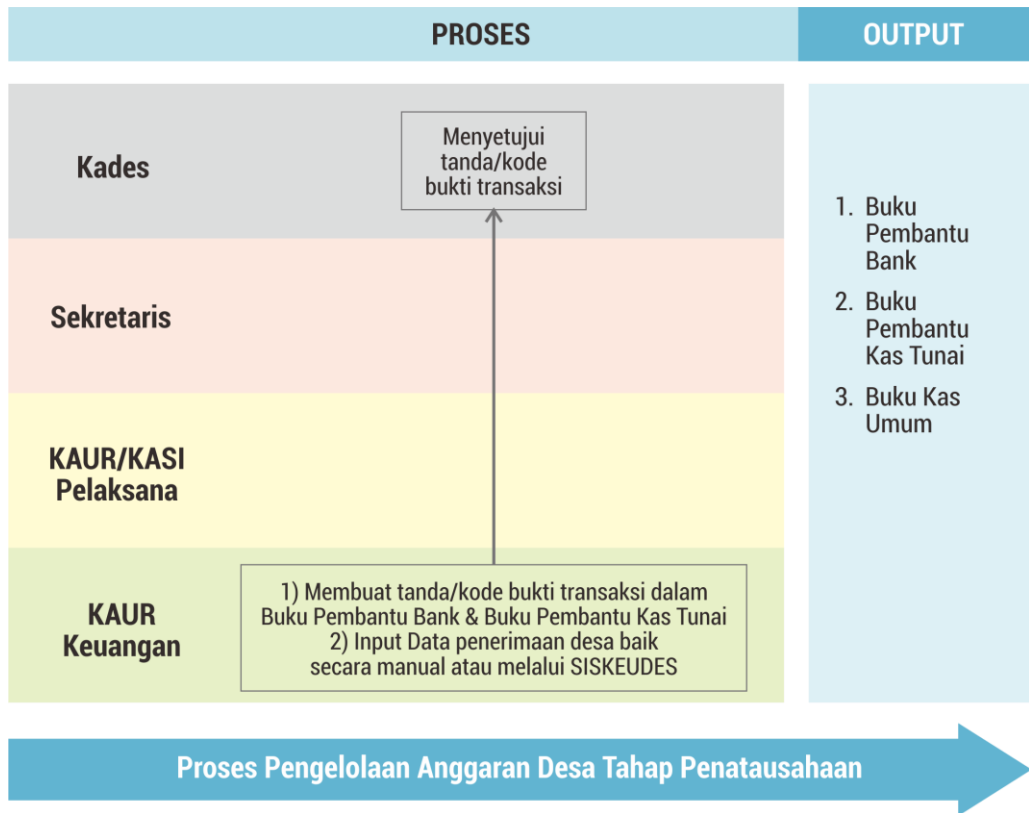 PROSES
OUTPUT
Kades
Menyetujui
tanda/kode
bukti transaksi
Sekretaris
KAUR/KASI
Pelaksana
KAUR
Keuangan
1) Membuat tanda/kode bukti transaksi dalam
Buku Pembantu Bank & Buku Pembantu Kas Tunai
2) Input Data penerimaan desa baik
secara manual atau melalui SISKEUDES
1. Buku
Pembantu
Bank
2. Buku
Pembantu
Kas Tunai
3. Buku Kas
Umum
Proses Pengelolaan Anggaran Desa Tahap Penatausahaan